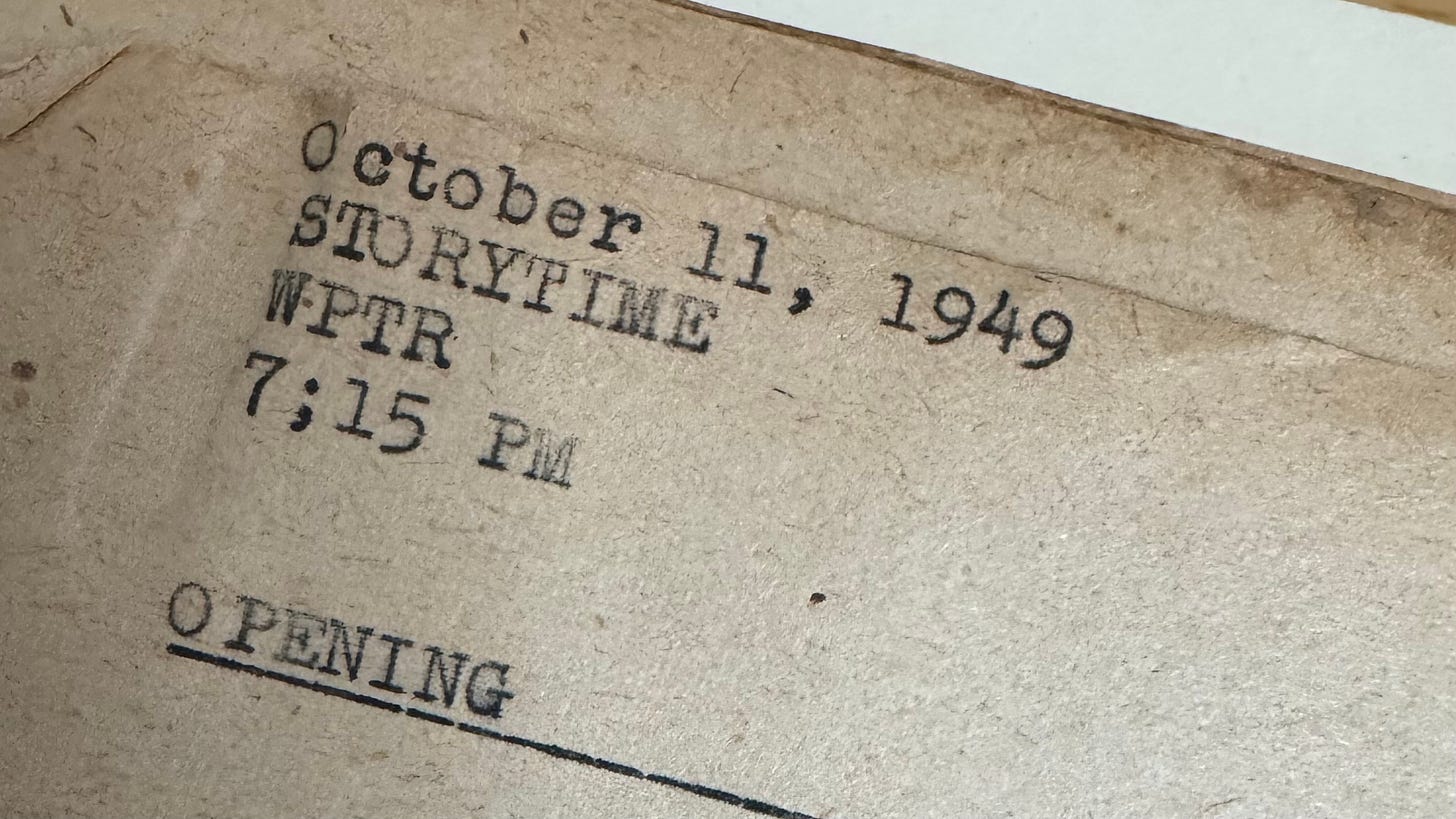 October 11, 1949
STORYTIME
WPTR
7;15 PM
OPENING